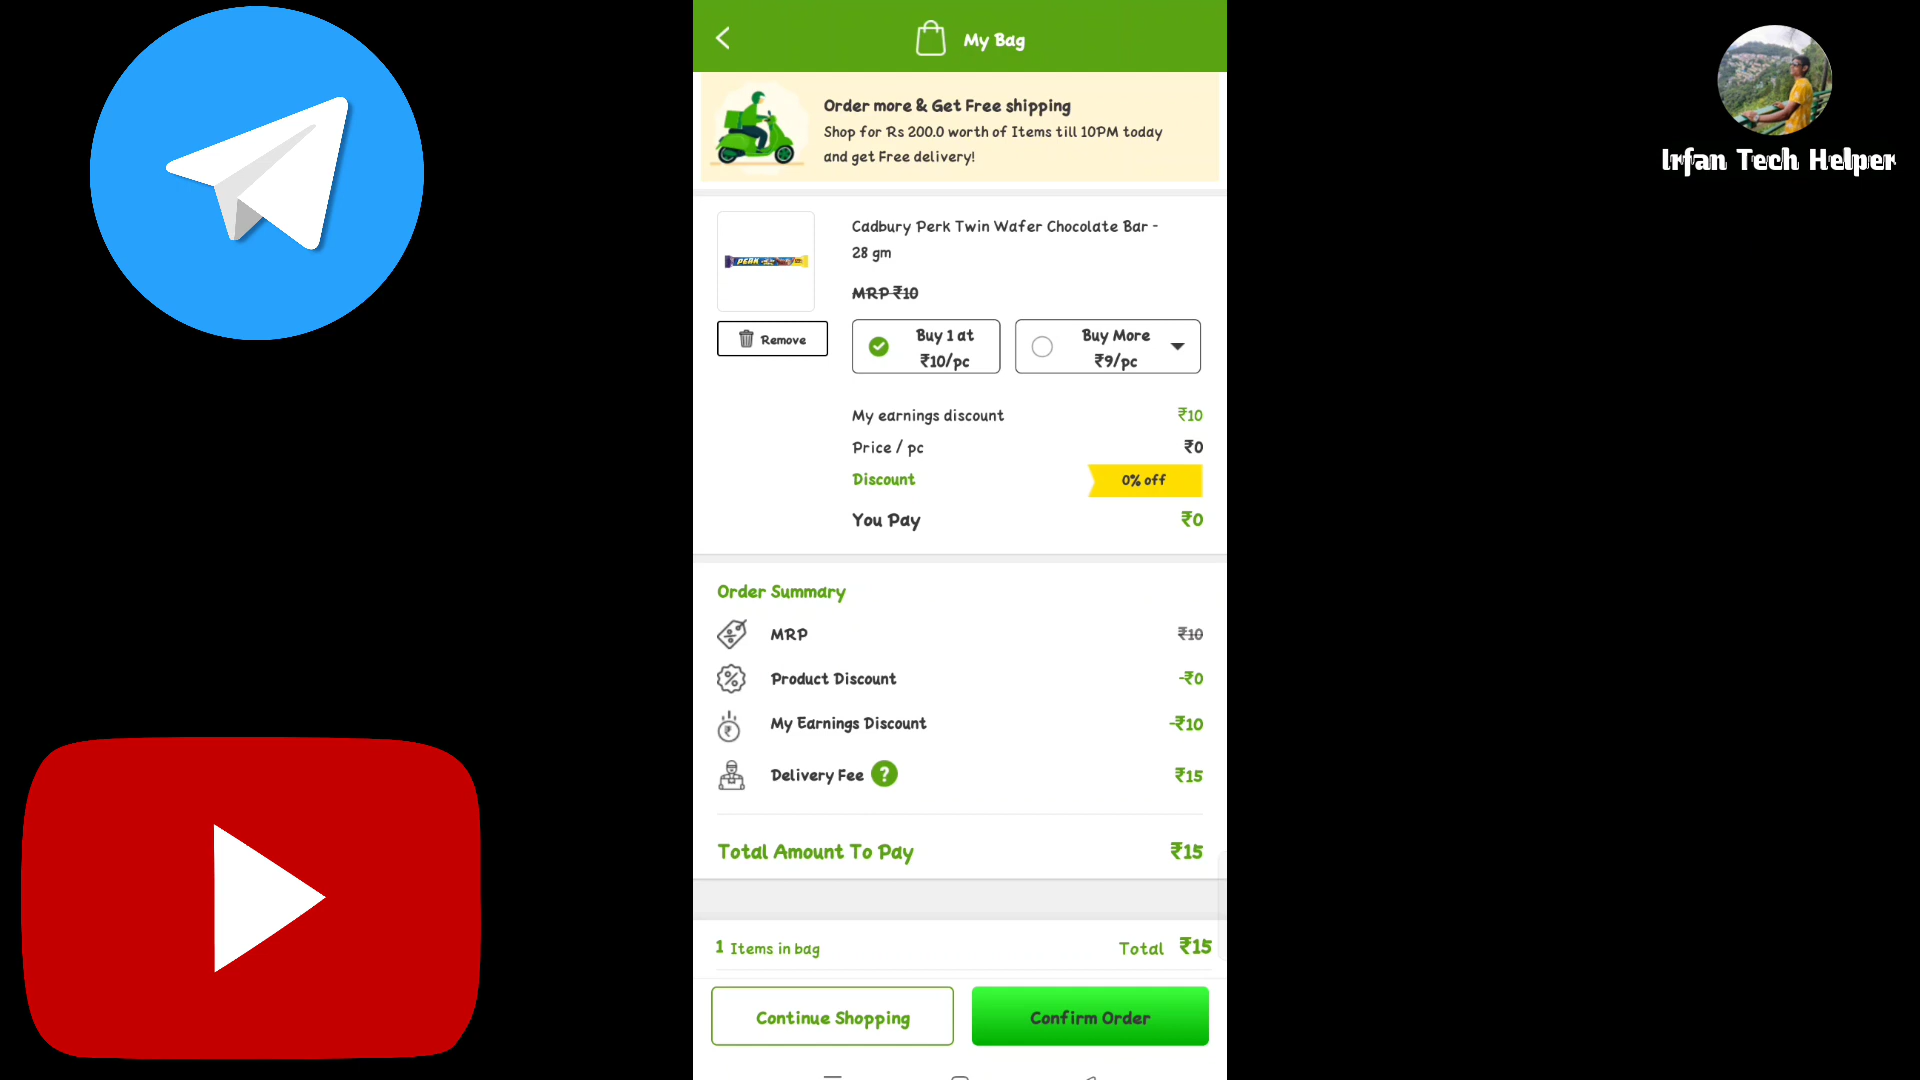 My Bag
Irfan Tech Helper
Order more & Get Free shipping
Shop for Rs 200.0 worth of Items till 10PM today
and get Free delivery!
Cadbury Perk Twin Wafer Chocolate Bar -
28 gm
MRP ₹10
PERK
Remove
Buy 1 at
₹10/pc
Buy More
₹9/pc
My earnings discount ₹10
Price / pc ₹0
Discount 0% off
You Pay ₹0
Order Summary
MRP ₹10
Product Discount -₹0
My Earnings Discount -₹10
Delivery Fee ? ₹15
Total Amount To Pay ₹15
1 Items in bag Total ₹15
Continue Shopping Confirm Order